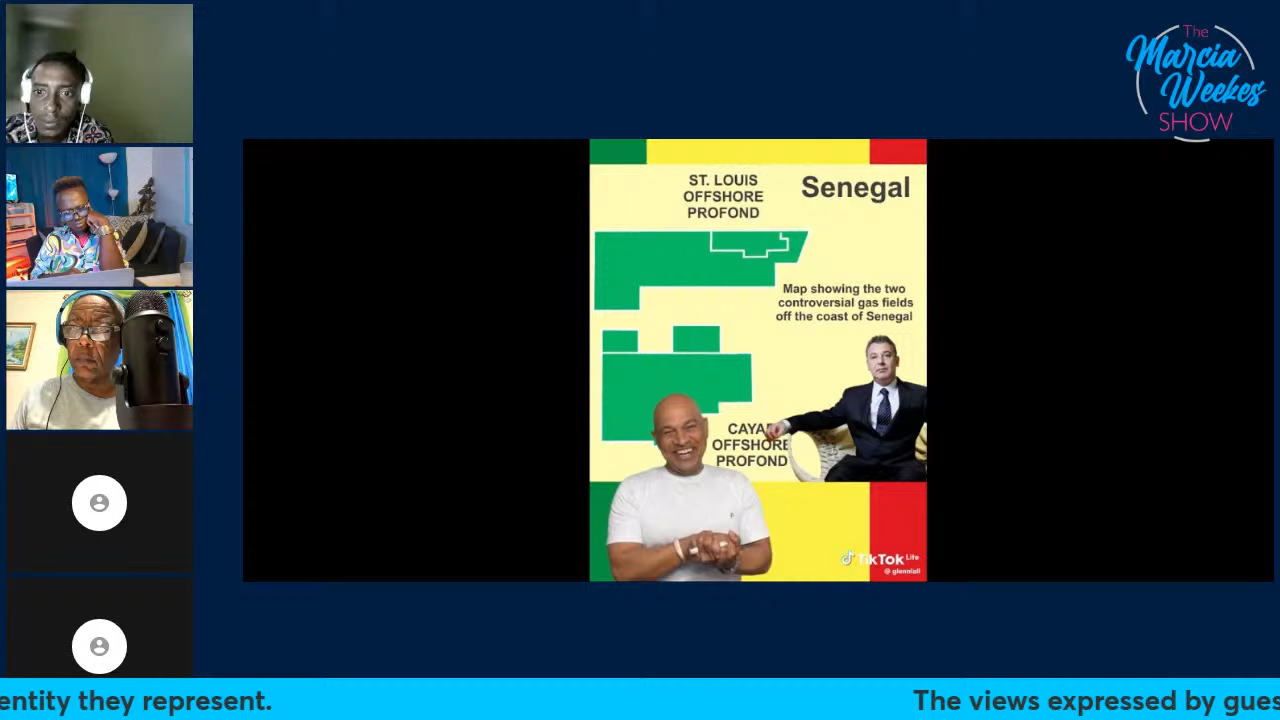 The
Marcia
Weekes
SHOW
ST. LOUIS
OFFSHORE
PROFOND
Senegal
Map showing the two
controversial gas fields
off the coast of Senegal
OFFSHORE
PROFOND
TikTok Lite
entity they represent.
The views expressed by gues